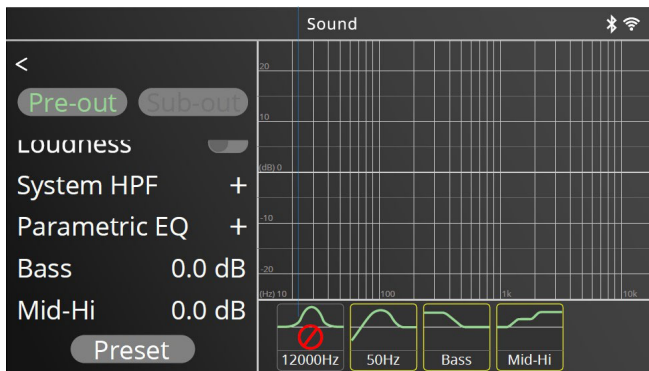 Sound
<
Pre-out Sub-out
Loudness
System HPF +
Parametric EQ +
Bass 0.0 dB
Mid-Hi 0.0 dB
Preset
20
10
(dB) 0
-10
-20
(Hz) 10 100 1k 10k
12000Hz 50Hz Bass Mid-Hi